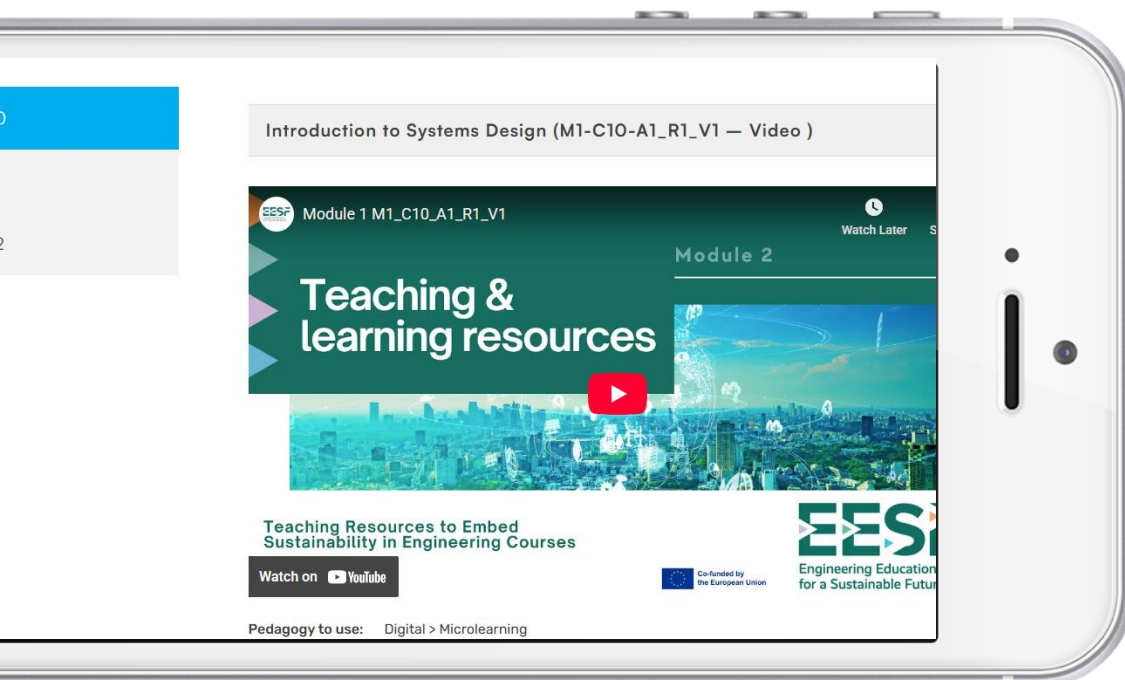 Introduction to Systems Design (M1-C10-A1_R1_V1 — Video )
EESF
Module 1 M1_C10_A1_R1_V1
Watch Later
Module 2
Teaching &
learning resources
Teaching Resources to Embed
Sustainability in Engineering Courses
Watch on YouTube
Co-funded by
the European Union
EESF
Engineering Education
for a Sustainable Futur
Pedagogy to use: Digital > Microlearning